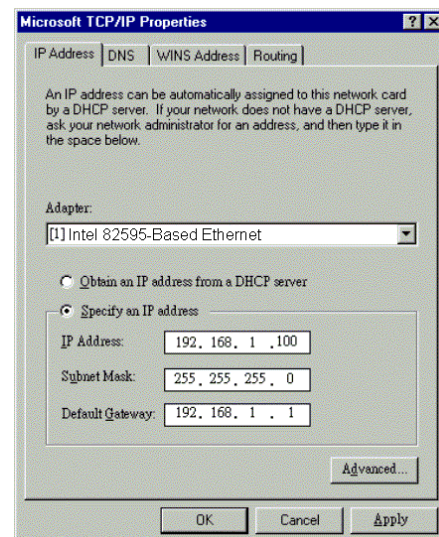 Microsoft TCP/IP Properties
IP Address DNS WINS Address Routing
An IP address can be automatically assigned to this network card
by a DHCP server. If your network does not have a DHCP server,
ask your network administrator for an address, and then type it in
the space below.
Adapter:
[1] Intel 82595-Based Ethernet
Obtain an IP address from a DHCP server
Specify an IP address
IP Address: 192. 168. 1 .100
Subnet Mask: 255. 255. 255. 0
Default Gateway: 192. 168. 1 . 1
Advanced...
OK Cancel Apply